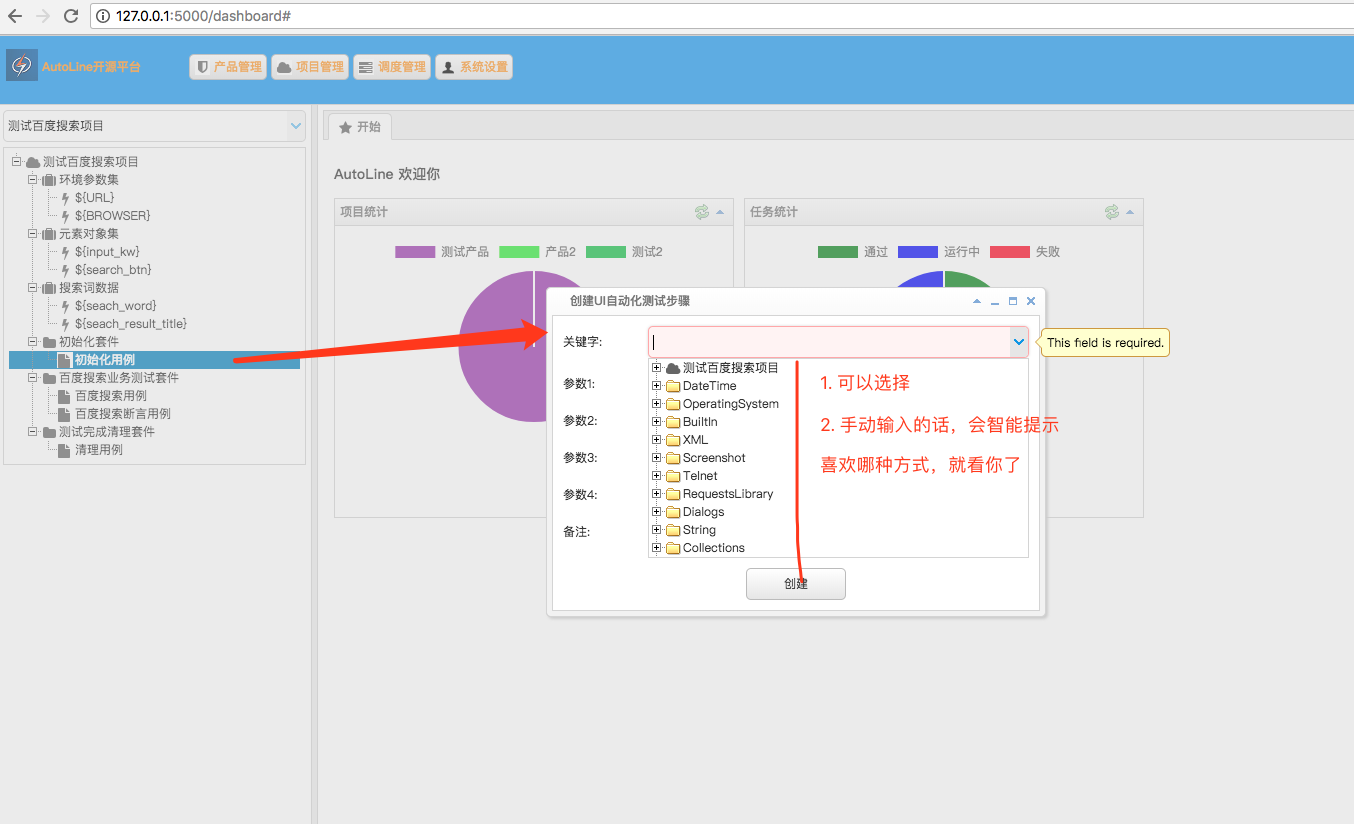 127.0.0.1:5000/dashboard#
AutoLine开源平台
产品管理
项目管理
调度管理
系统设置
测试百度搜索项目
开始
测试百度搜索项目
环境参数集
${URL}
${BROWSER}
元素对象集
${input_kw}
${search_btn}
搜索词数据
${seach_word}
${seach_result_title}
初始化套件
初始化用例
百度搜索业务测试套件
百度搜索用例
百度搜索断言用例
测试完成清理套件
清理用例
AutoLine 欢迎你
项目统计
测试产品
产品2
测试2
任务统计
通过
运行中
失败
创建UI自动化测试步骤
关键字:
This field is required.
参数1:
参数2:
参数3:
参数4:
备注:
测试百度搜索项目
DateTime
OperatingSystem
BuiltIn
XML
Screenshot
Telnet
RequestsLibrary
Dialogs
String
Collections
1. 可以选择
2. 手动输入的话，会智能提示
喜欢哪种方式，就看你了
创建